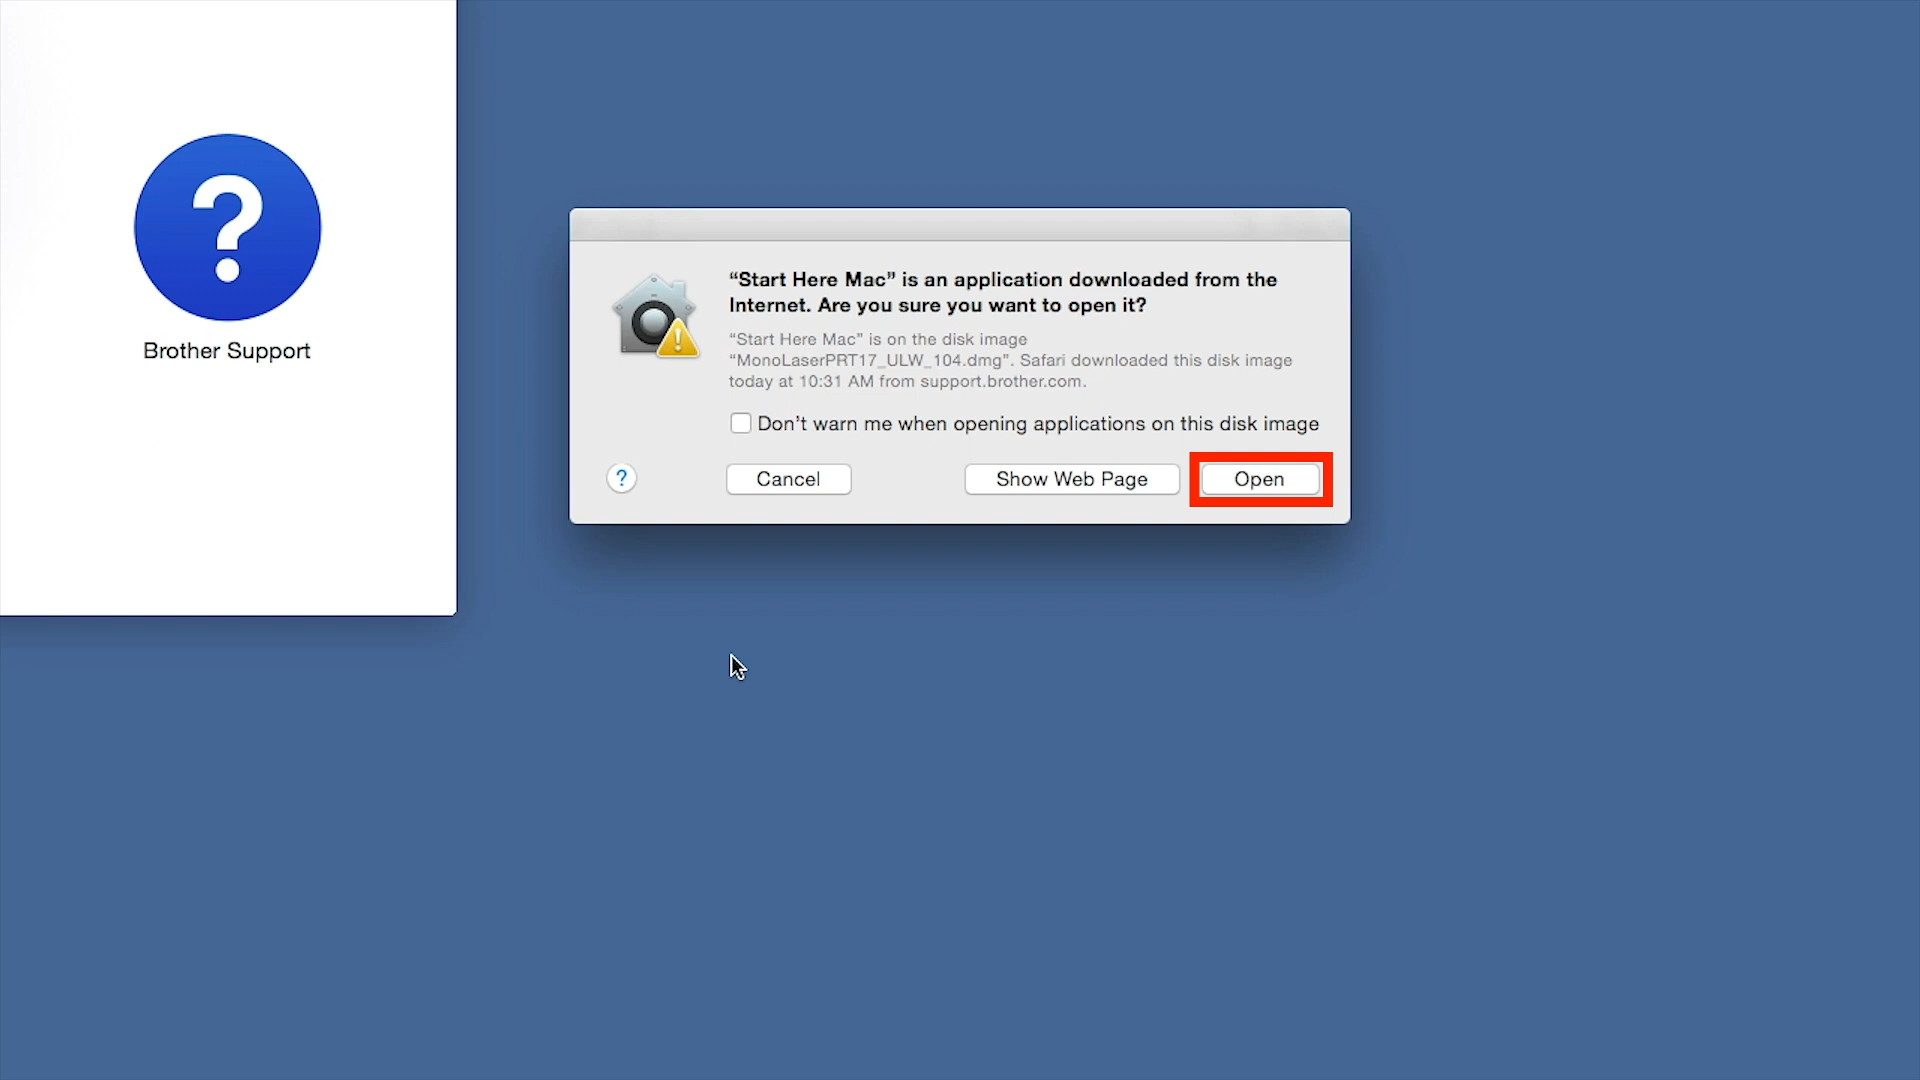 Brother Support
“Start Here Mac” is an application downloaded from the
Internet. Are you sure you want to open it?
“Start Here Mac” is on the disk image
“MonoLaserPRT17_ULW_104.dmg”. Safari downloaded this disk image
today at 10:31 AM from support.brother.com.
Don’t warn me when opening applications on this disk image
? Cancel Show Web Page Open